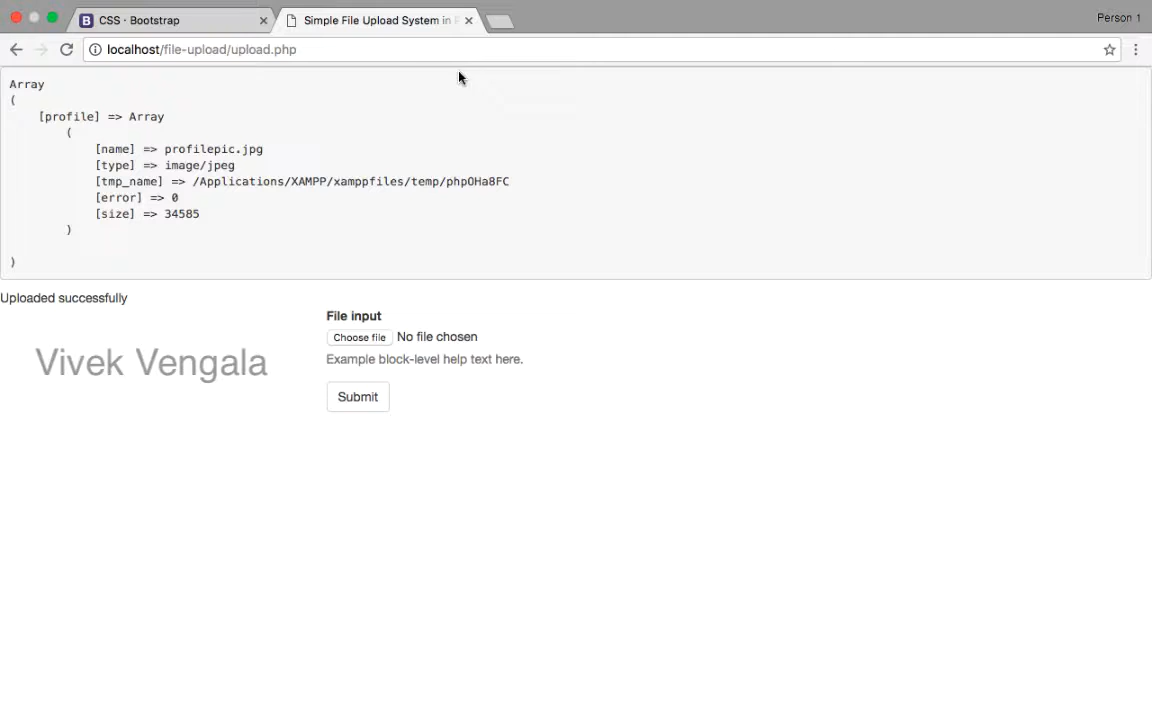 CSS · Bootstrap
Simple File Upload System in
Person 1
localhost/file-upload/upload.php
Array
(
[profile] => Array
(
[name] => profilepic.jpg
[type] => image/jpeg
[tmp_name] => /Applications/XAMPP/xamppfiles/temp/phpOHa8FC
[error] => 0
[size] => 34585
)
)
Uploaded successfully
File input
Choose file No file chosen
Vivek Vengala
Example block-level help text here.
Submit